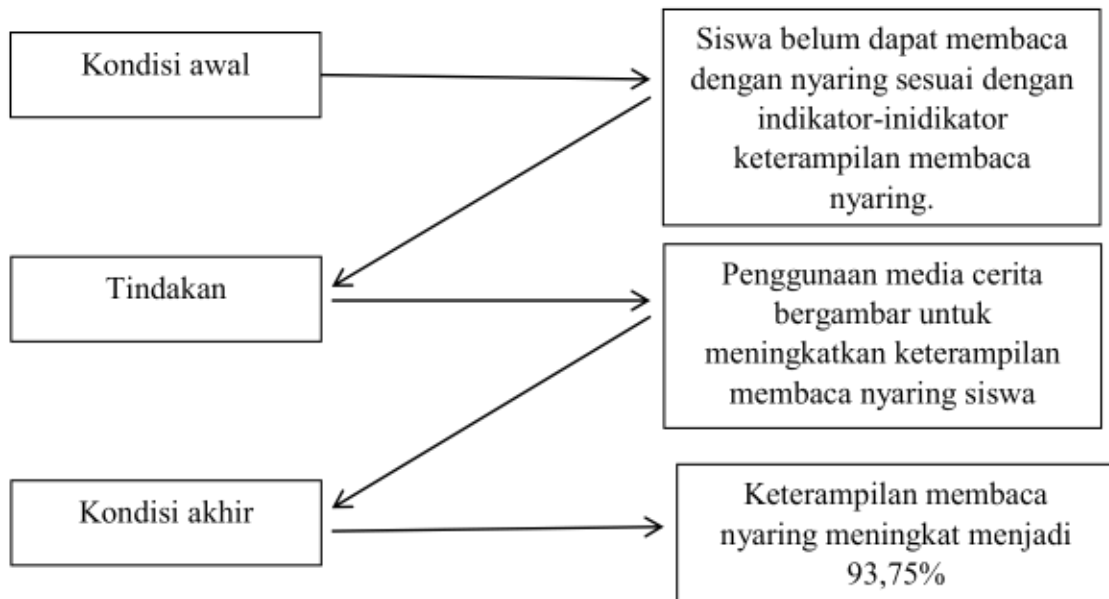 Kondisi awal
Siswa belum dapat membaca
dengan nyaring sesuai dengan
indikator-inidikator
keterampilan membaca
nyaring.
Tindakan
Penggunaan media cerita
bergambar untuk
meningkatkan keterampilan
membaca nyaring siswa
Kondisi akhir
Keterampilan membaca
nyaring meningkat menjadi
93,75%